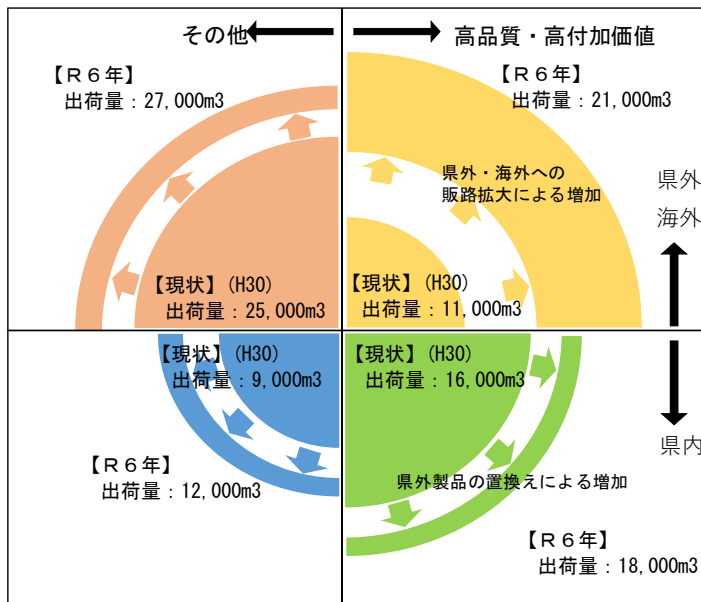 その他
高品質・高付加価値
【Ｒ６年】
出荷量：27,000m3
【現状】(H30)
出荷量：25,000m3
【Ｒ６年】
出荷量：21,000m3
県外・海外への
販路拡大による増加
【現状】(H30)
出荷量：11,000m3
県外
海外
【現状】(H30)
出荷量：9,000m3
【Ｒ６年】
出荷量：12,000m3
【現状】(H30)
出荷量：16,000m3
県外製品の置換えによる増加
【Ｒ６年】
出荷量：18,000m3
県内